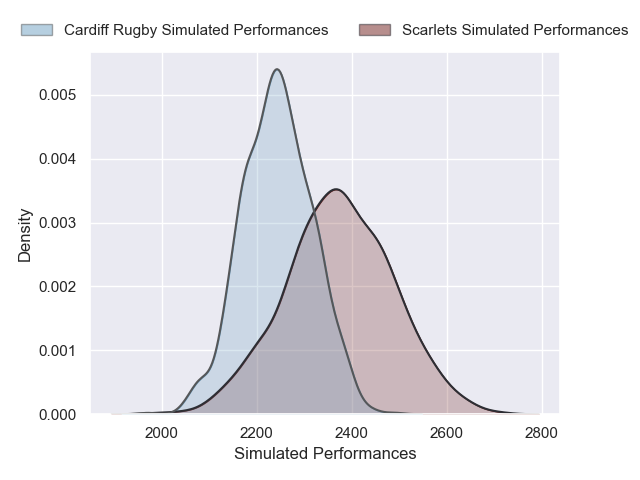 Cardiff Rugby Simulated Performances
Scarlets Simulated Performances
0.005
0.004
0.003
0.002
0.001
0.000
Density
2000
2200
2400
2600
2800
Simulated Performances